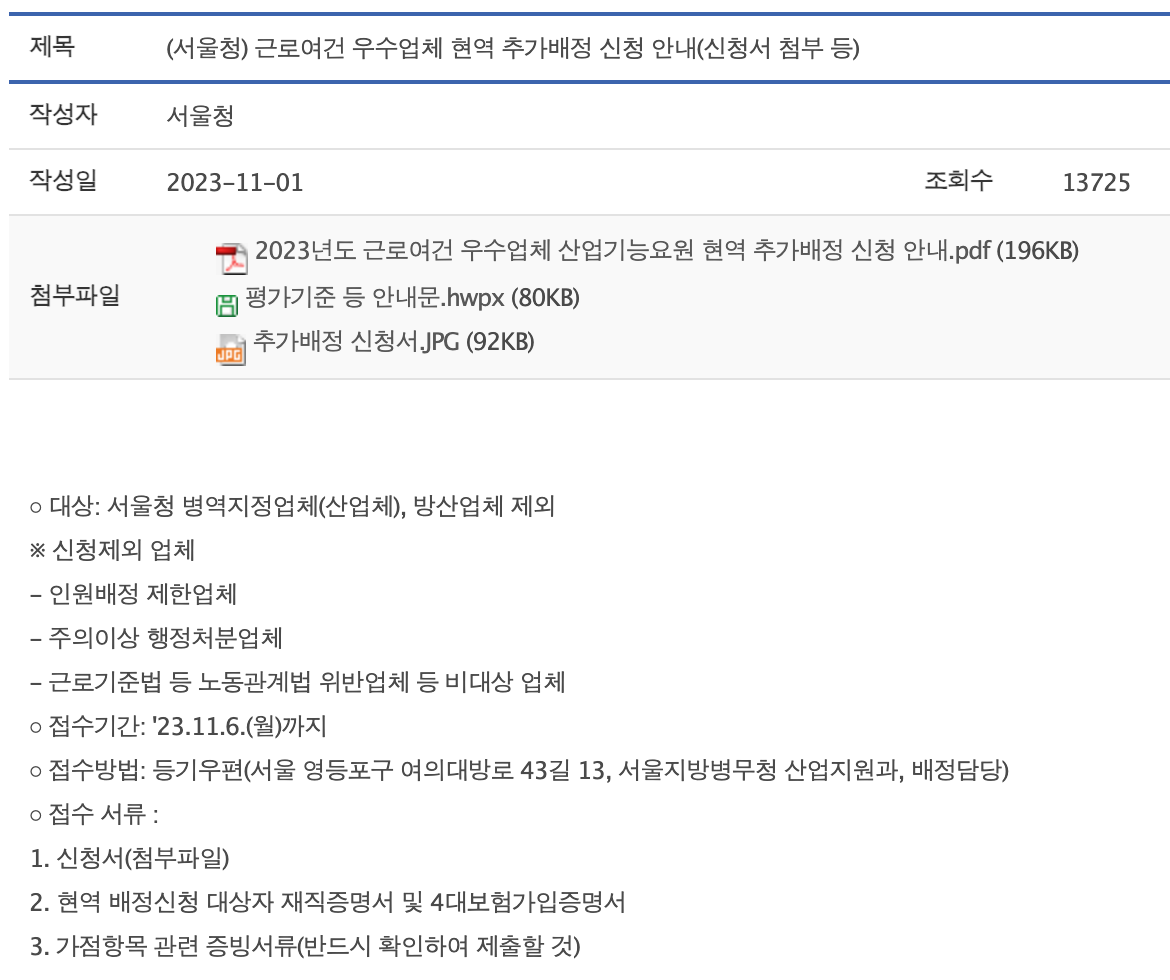 제목 (서울청) 근로여건 우수업체 현역 추가배정 신청 안내(신청서 첨부 등)
작성자 서울청
작성일 2023-11-01 조회수 13725
첨부파일
2023년도 근로여건 우수업체 산업기능요원 현역 추가배정 신청 안내.pdf (196KB)
평가기준 등 안내문.hwpx (80KB)
JPG 추가배정 신청서.JPG (92KB)
○ 대상: 서울청 병역지정업체(산업체), 방산업체 제외
※ 신청제외 업체
- 인원배정 제한업체
- 주의이상 행정처분업체
- 근로기준법 등 노동관계법 위반업체 등 비대상 업체
○ 접수기간: '23.11.6.(월)까지
○ 접수방법: 등기우편(서울 영등포구 여의대방로 43길 13, 서울지방병무청 산업지원과, 배정담당)
○ 접수 서류 :
1. 신청서(첨부파일)
2. 현역 배정신청 대상자 재직증명서 및 4대보험가입증명서
3. 가점항목 관련 증빙서류(반드시 확인하여 제출할 것)